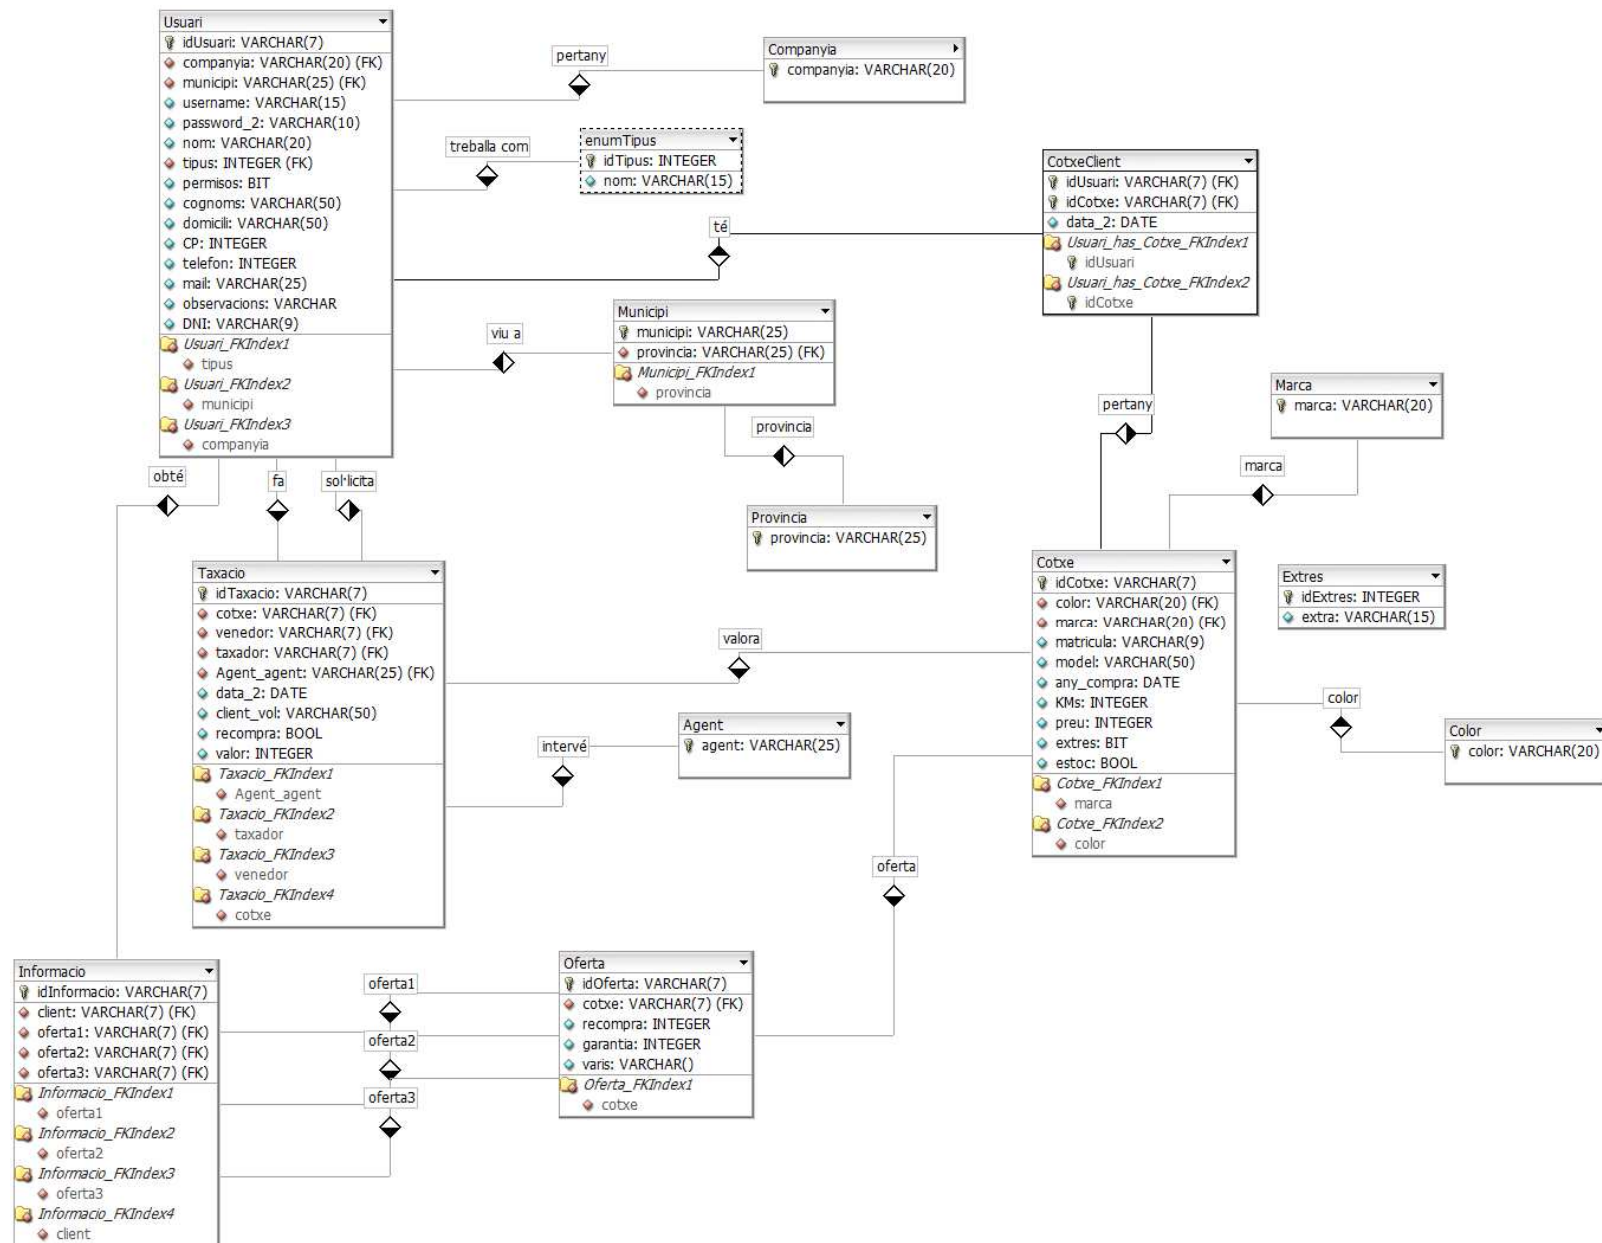 Usuari
idUsuari: VARCHAR(7)
companyia: VARCHAR(20) (FK)
municipi: VARCHAR(25) (FK)
username: VARCHAR(15)
password_2: VARCHAR(10)
nom: VARCHAR(20)
tipus: INTEGER (FK)
permisos: BIT
cognoms: VARCHAR(50)
domicili: VARCHAR(50)
CP: INTEGER
telefon: INTEGER
mail: VARCHAR(25)
observacions: VARCHAR
DNI: VARCHAR(9)
Usuari_FKIndex1
tipus
Usuari_FKIndex2
municipi
Usuari_FKIndex3
companyia
pertany
Companyia
companyia: VARCHAR(20)
treballa com
enumTipus
idTipus: INTEGER
nom: VARCHAR(15)
té
CotxeClient
idUsuari: VARCHAR(7) (FK)
idCotxe: VARCHAR(7) (FK)
data_2: DATE
Usuari_has_Cotxe_FKIndex1
idUsuari
Usuari_has_Cotxe_FKIndex2
idCotxe
viu a
Municipi
municipi: VARCHAR(25)
provincia: VARCHAR(25) (FK)
Municipi_FKIndex1
provincia
provincia
Provincia
provincia: VARCHAR(25)
pertany
Marca
marca: VARCHAR(20)
marca
obté
fa
sol·licita
Taxacio
idTaxacio: VARCHAR(7)
cotxe: VARCHAR(7) (FK)
venedor: VARCHAR(7) (FK)
taxador: VARCHAR(7) (FK)
Agent_agent: VARCHAR(25) (FK)
data_2: DATE
client_vol: VARCHAR(50)
recompra: BOOL
valor: INTEGER
Taxacio_FKIndex1
Agent_agent
Taxacio_FKIndex2
taxador
Taxacio_FKIndex3
venedor
Taxacio_FKIndex4
cotxe
valora
intervé
Agent
agent: VARCHAR(25)
Cotxe
idCotxe: VARCHAR(7)
color: VARCHAR(20) (FK)
marca: VARCHAR(20) (FK)
matricula: VARCHAR(9)
model: VARCHAR(50)
any_compra: DATE
KMs: INTEGER
preu: INTEGER
extres: BIT
estoc: BOOL
Cotxe_FKIndex1
marca
Cotxe_FKIndex2
color
Extres
idExtres: INTEGER
extra: VARCHAR(15)
color
Color
color: VARCHAR(20)
oferta
Informacio
idInformacio: VARCHAR(7)
client: VARCHAR(7) (FK)
oferta1: VARCHAR(7) (FK)
oferta2: VARCHAR(7) (FK)
oferta3: VARCHAR(7) (FK)
Informacio_FKIndex1
oferta1
Informacio_FKIndex2
oferta2
Informacio_FKIndex3
oferta3
Informacio_FKIndex4
client
oferta1
oferta2
oferta3
Oferta
idOferta: VARCHAR(7)
cotxe: VARCHAR(7) (FK)
recompra: INTEGER
garantia: INTEGER
varis: VARCHAR()
Oferta_FKIndex1
cotxe